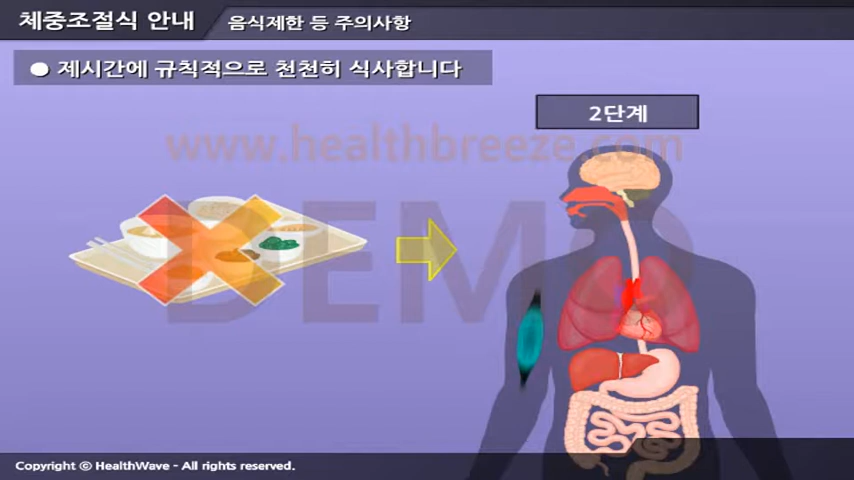 체중조절식 안내 음식제한 등 주의사항
● 제시간에 규칙적으로 천천히 식사합니다
2단계
www.healthbreeze.com
DEMO
Copyright ⓒ HealthWave - All rights reserved.